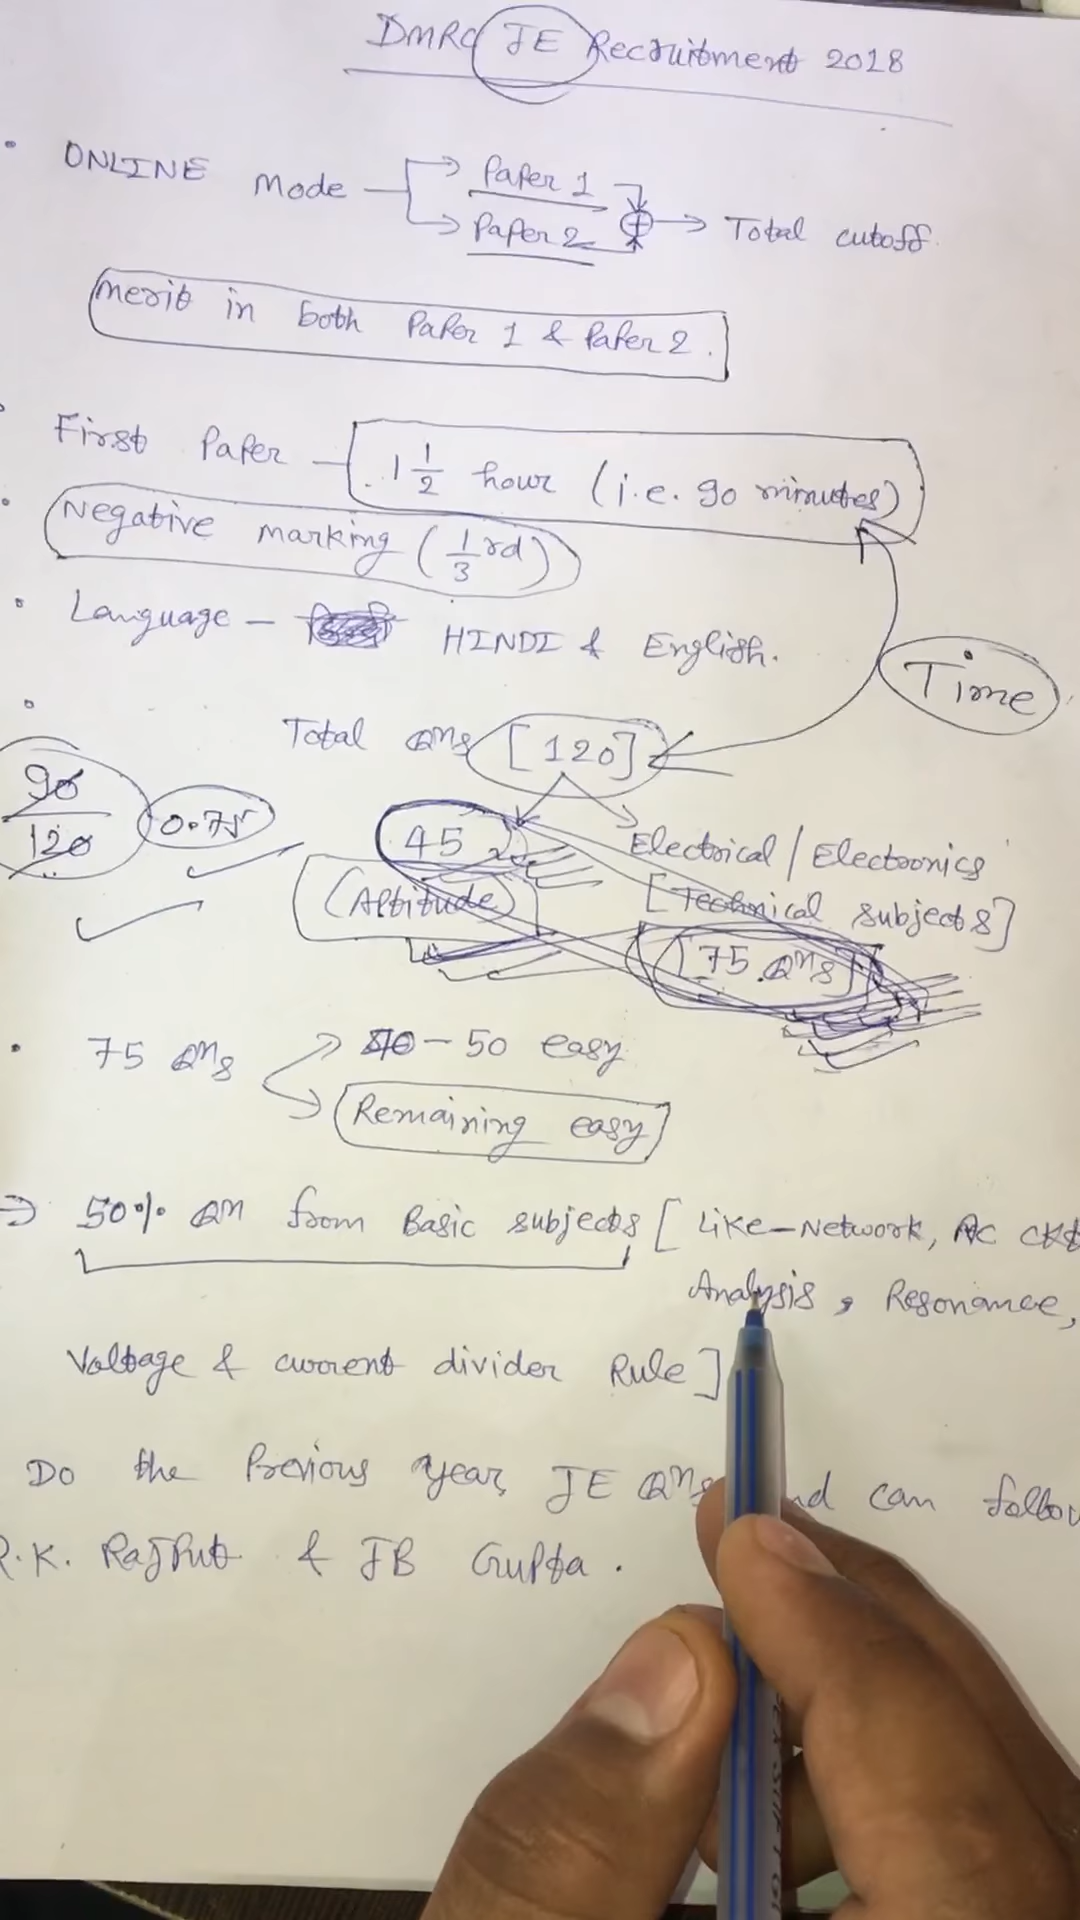 DMRC JE Recruitment 2018
ONLINE Mode Paper 1
Paper 2
Total cutoff.
merit in both Paper 1 & Paper 2.
First Paper - 1 1/2 hour (i.e. 90 minutes)
Negative marking (1/3 rd)
Language - HINDI & English.
Time
Total Qns [120]
90/120 0.75
45
(Aptitude)
Electrical / Electronics
[Technical subjects]
[75 Qns]
75 Qns 40-50 easy
Remaining easy
⇒ 50% Qn from Basic subjects [Like-Network, AC ckt
Analysis, Resonance,
Voltage & current divider Rule]
Do the Previous year JE Qns and can follow
R.K. Rajput & JB Gupta.